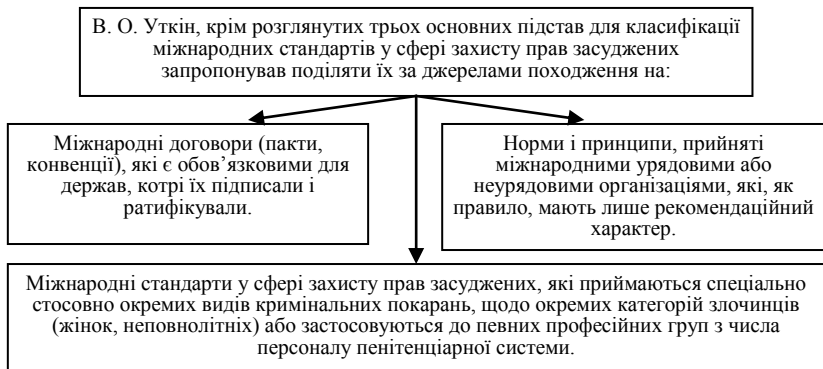 В. О. Уткін, крім розглянутих трьох основних підстав для класифікації
міжнародних стандартів у сфері захисту прав засуджених
запропонував поділяти їх за джерелами походження на:
Міжнародні договори (пакти,
конвенції), які є обов’язковими для
держав, котрі їх підписали і
ратифікували.
Норми і принципи, прийняті
міжнародними урядовими або
неурядовими організаціями, які, як
правило, мають лише рекомендаційний
характер.
Міжнародні стандарти у сфері захисту прав засуджених, які приймаються спеціально
стосовно окремих видів кримінальних покарань, щодо окремих категорій злочинців
(жінок, неповнолітніх) або застосовуються до певних професійних груп з числа
персоналу пенітенціарної системи.